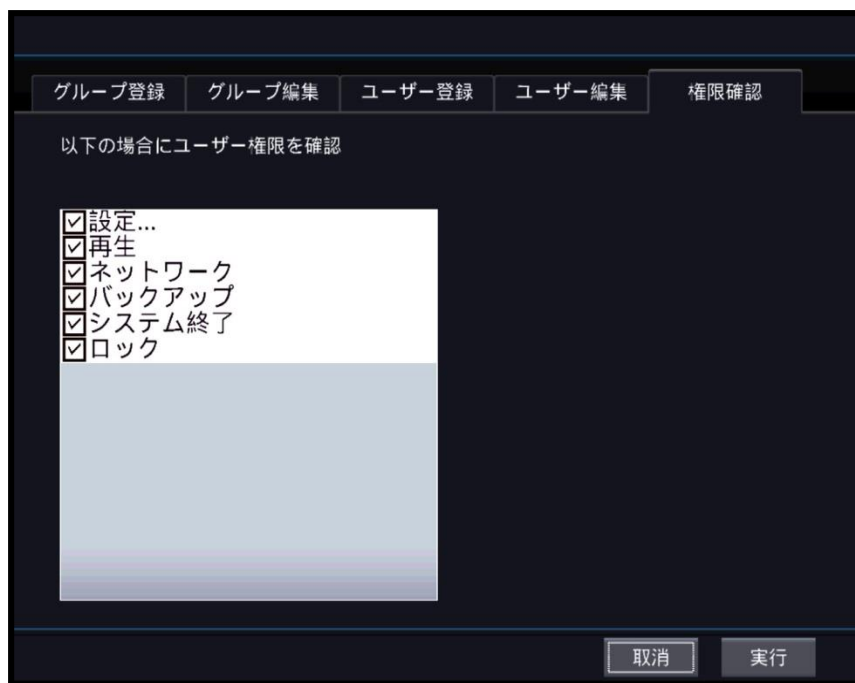 グループ登録 グループ編集 ユーザー登録 ユーザー編集 権限確認
以下の場合にユーザー権限を確認
設定...
再生
ネットワーク
バックアップ
システム終了
ロック
取消 実行